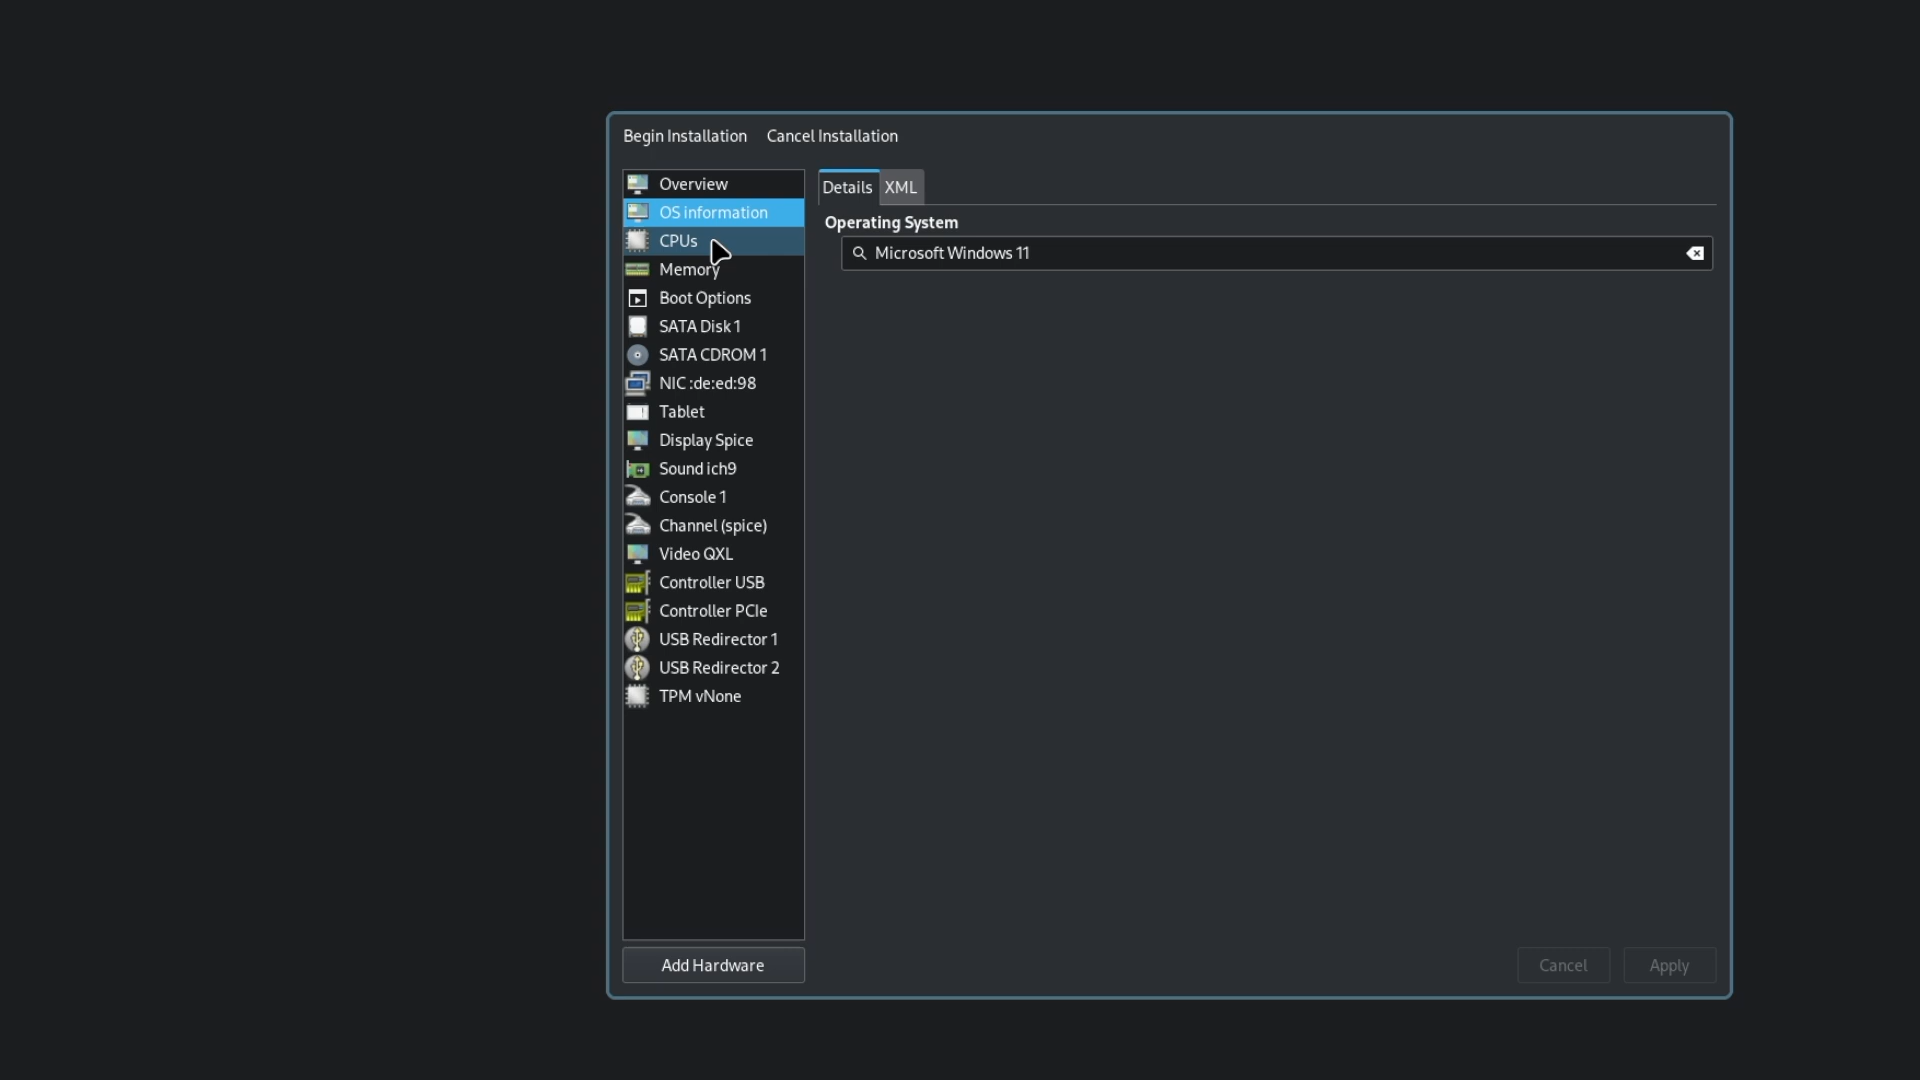 Begin Installation Cancel Installation
Overview
OS information
CPUs
Memory
Boot Options
SATA Disk 1
SATA CDROM 1
NIC :de:ed:98
Tablet
Display Spice
Sound ich9
Console 1
Channel (spice)
Video QXL
Controller USB
Controller PCIe
USB Redirector 1
USB Redirector 2
TPM vNone
Add Hardware
Details XML
Operating System
Microsoft Windows 11
Cancel Apply